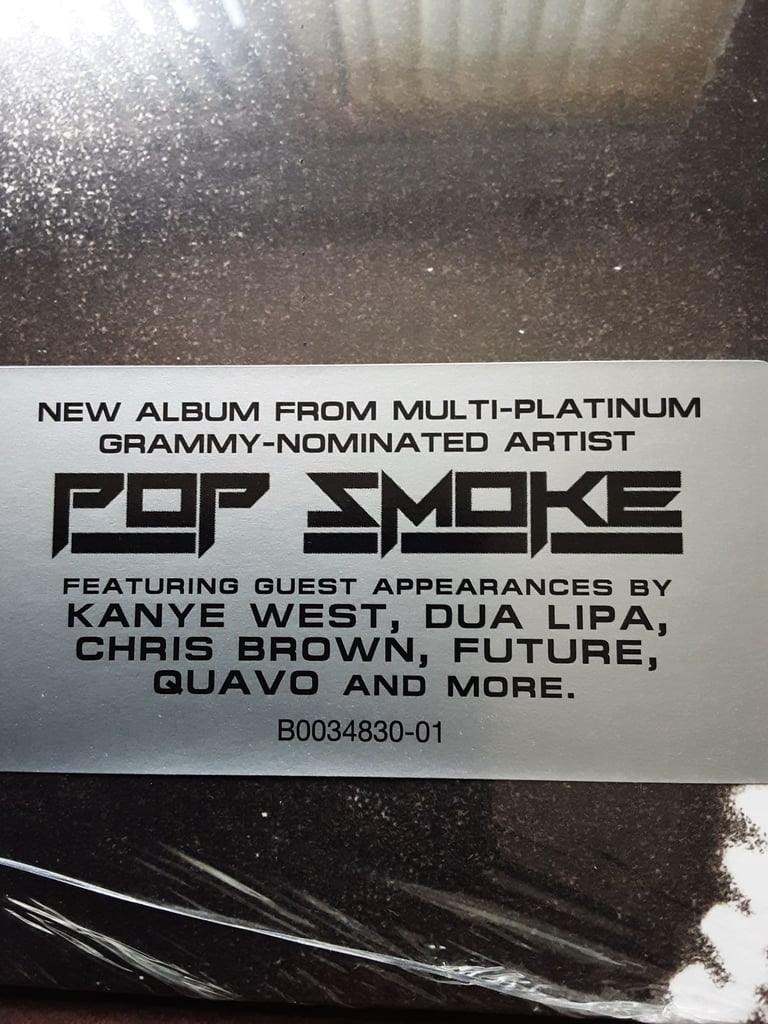 NEW ALBUM FROM MULTI-PLATINUM
GRAMMY-NOMINATED ARTIST
POP SMOKE
FEATURING GUEST APPEARANCES BY
KANYE WEST, DUA LIPA,
CHRIS BROWN, FUTURE,
QUAVO AND MORE.
B0034830-01